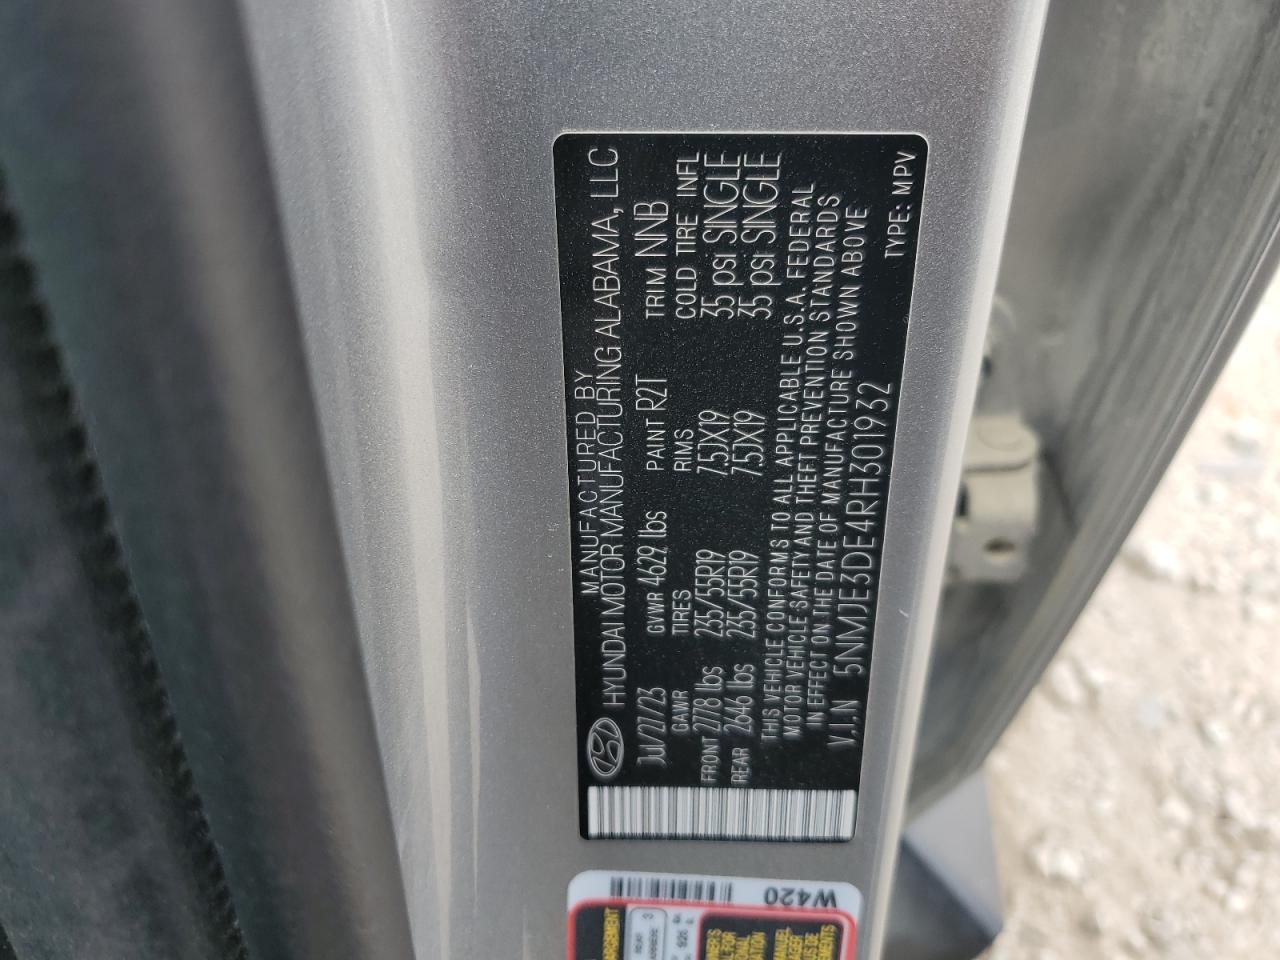 MANUFACTURED BY
HYUNDAI MOTOR MANUFACTURING ALABAMA, LLC
Jul/27/23 GVWR 4629 lbs PAINT R2T TRIM NNB
GAWR TIRES RIMS COLD TIRE INFL
FRONT 2778 lbs 235/55R19 7.5JX19 35 psi SINGLE
REAR 2646 lbs 235/55R19 7.5JX19 35 psi SINGLE
THIS VEHICLE CONFORMS TO ALL APPLICABLE U.S.A. FEDERAL
MOTOR VEHICLE SAFETY AND THEFT PREVENTION STANDARDS
IN EFFECT ON THE DATE OF MANUFACTURE SHOWN ABOVE
V.I.N 5NMJE3DE4RH301932
TYPE: MPV
W420